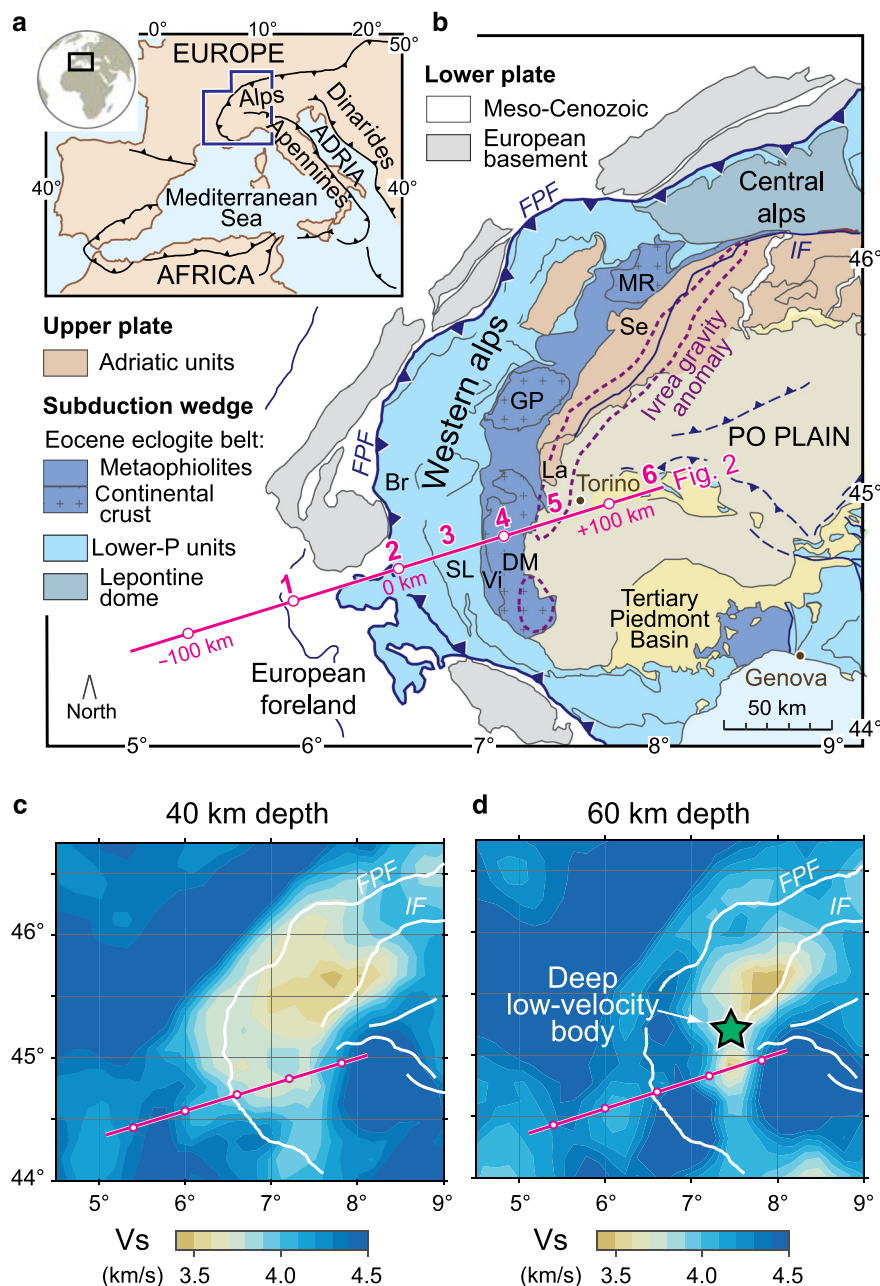 a
0°
10°
20
50°
EUROPE
Alps
Dinarides
ADRIA
Apennines
40°
40°
Mediterranean
Sea
AFRICA
b
Lower plate
Meso-Cenozoic
European
basement
Central
alps
FPF
IF
46°
MR
Se
Ivrea gravity
anomaly
Western alps
GP
PO PLAIN
Upper plate
Adriatic units
Subduction wedge
Eocene eclogite belt:
Metaophiolites
Continental
crust
Lower-P units
Lepontine
dome
FPF
Br
La
Torino
6
Fig. 2
45°
5
+100 km
4
3
2
0 km
1
SL
Vi
DM
−100 km
Tertiary
Piedmont
Basin
European
foreland
North
Genova
50 km
44°
5°
6°
7°
8°
9°
c
40 km depth
FPF
IF
46°
45°
44°
5°
6°
7°
8°
9°
Vs
(km/s)
3.5
4.0
4.5
d
60 km depth
FPF
IF
Deep
low-velocity
body
5°
6°
7°
8°
9°
Vs
(km/s)
3.5
4.0
4.5